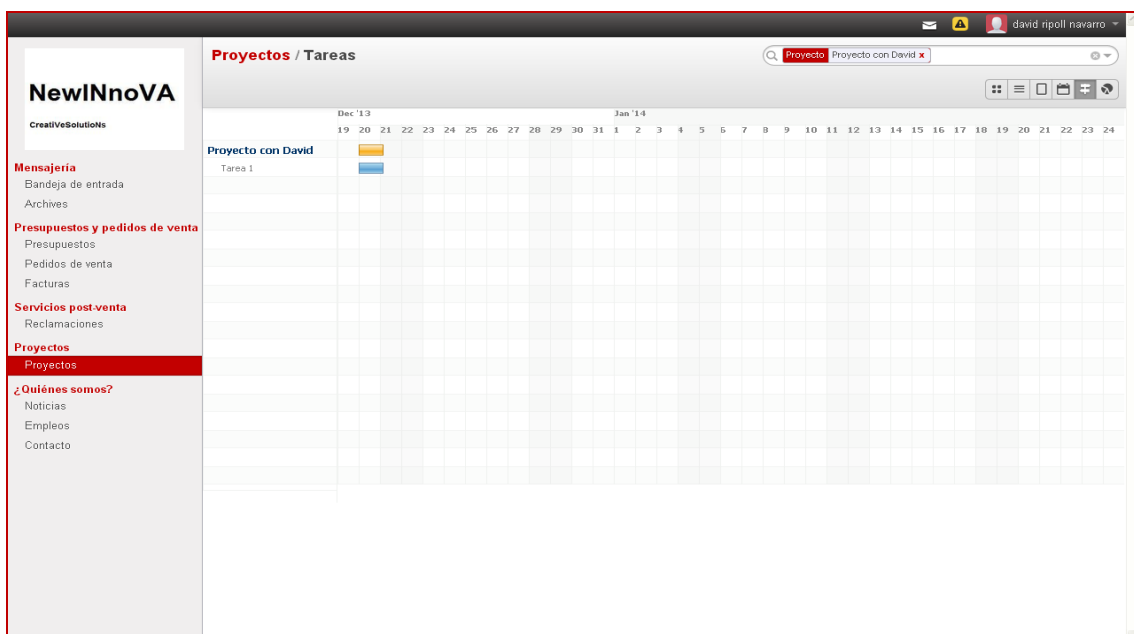 david ripoll navarro
NewINnoVA
CreatiVeSolutioNs
Mensajería
Bandeja de entrada
Archives
Presupuestos y pedidos de venta
Presupuestos
Pedidos de venta
Facturas
Servicios post-venta
Reclamaciones
Proyectos
Proyectos
¿Quiénes somos?
Noticias
Empleos
Contacto
Proyectos / Tareas
Proyecto Proyecto con David x
Dec '13 Jan '14
19 20 21 22 23 24 25 26 27 28 29 30 31 1 2 3 4 5 6 7 8 9 10 11 12 13 14 15 16 17 18 19 20 21 22 23 24
Proyecto con David
Tarea 1